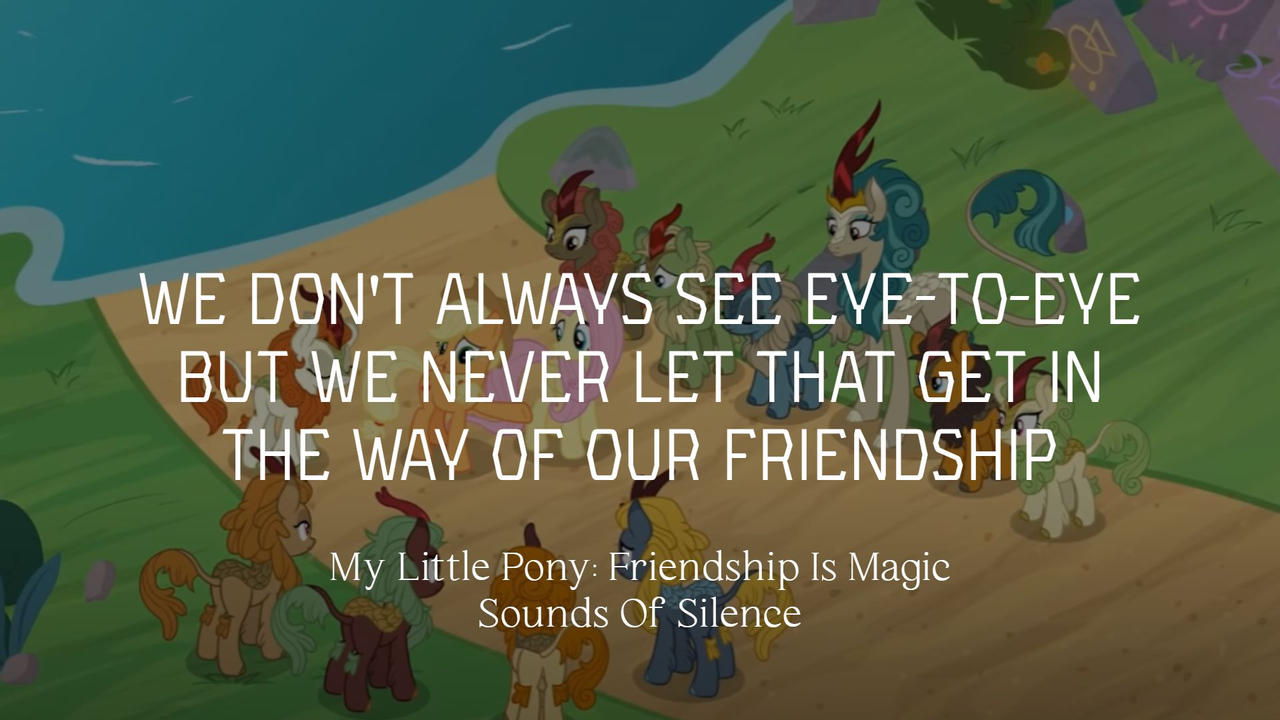 WE DON'T ALWAYS SEE EYE-TO-EYE
BUT WE NEVER LET THAT GET IN
THE WAY OF OUR FRIENDSHIP
My Little Pony: Friendship Is Magic
Sounds Of Silence